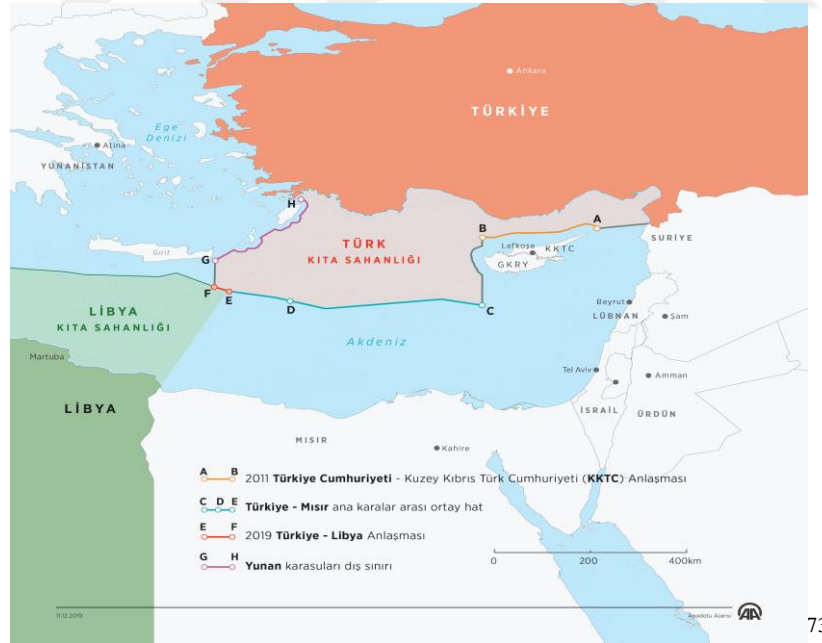 Ankara
TÜRKİYE
Ege
Denizi
Atina
YUNANİSTAN
H
TÜRK
KITA SAHANLIĞI
B
A
Lefkoşa
KKTC
GKRY
SURİYE
Girit
G
F
E
D
C
LİBYA
KITA SAHANLIĞI
Akdeniz
Beyrut
LÜBNAN
Şam
Martuba
Tel Aviv
Amman
İSRAİL
ÜRDÜN
LİBYA
MISIR
Kahire
A B 2011 Türkiye Cumhuriyeti - Kuzey Kıbrıs Türk Cumhuriyeti (KKTC) Anlaşması
C D E Türkiye - Mısır ana karalar arası ortay hat
E F 2019 Türkiye - Libya Anlaşması
G H Yunan karasuları dış sınırı
0 200 400km
11.12.2019
Anadolu Ajansı AA
73